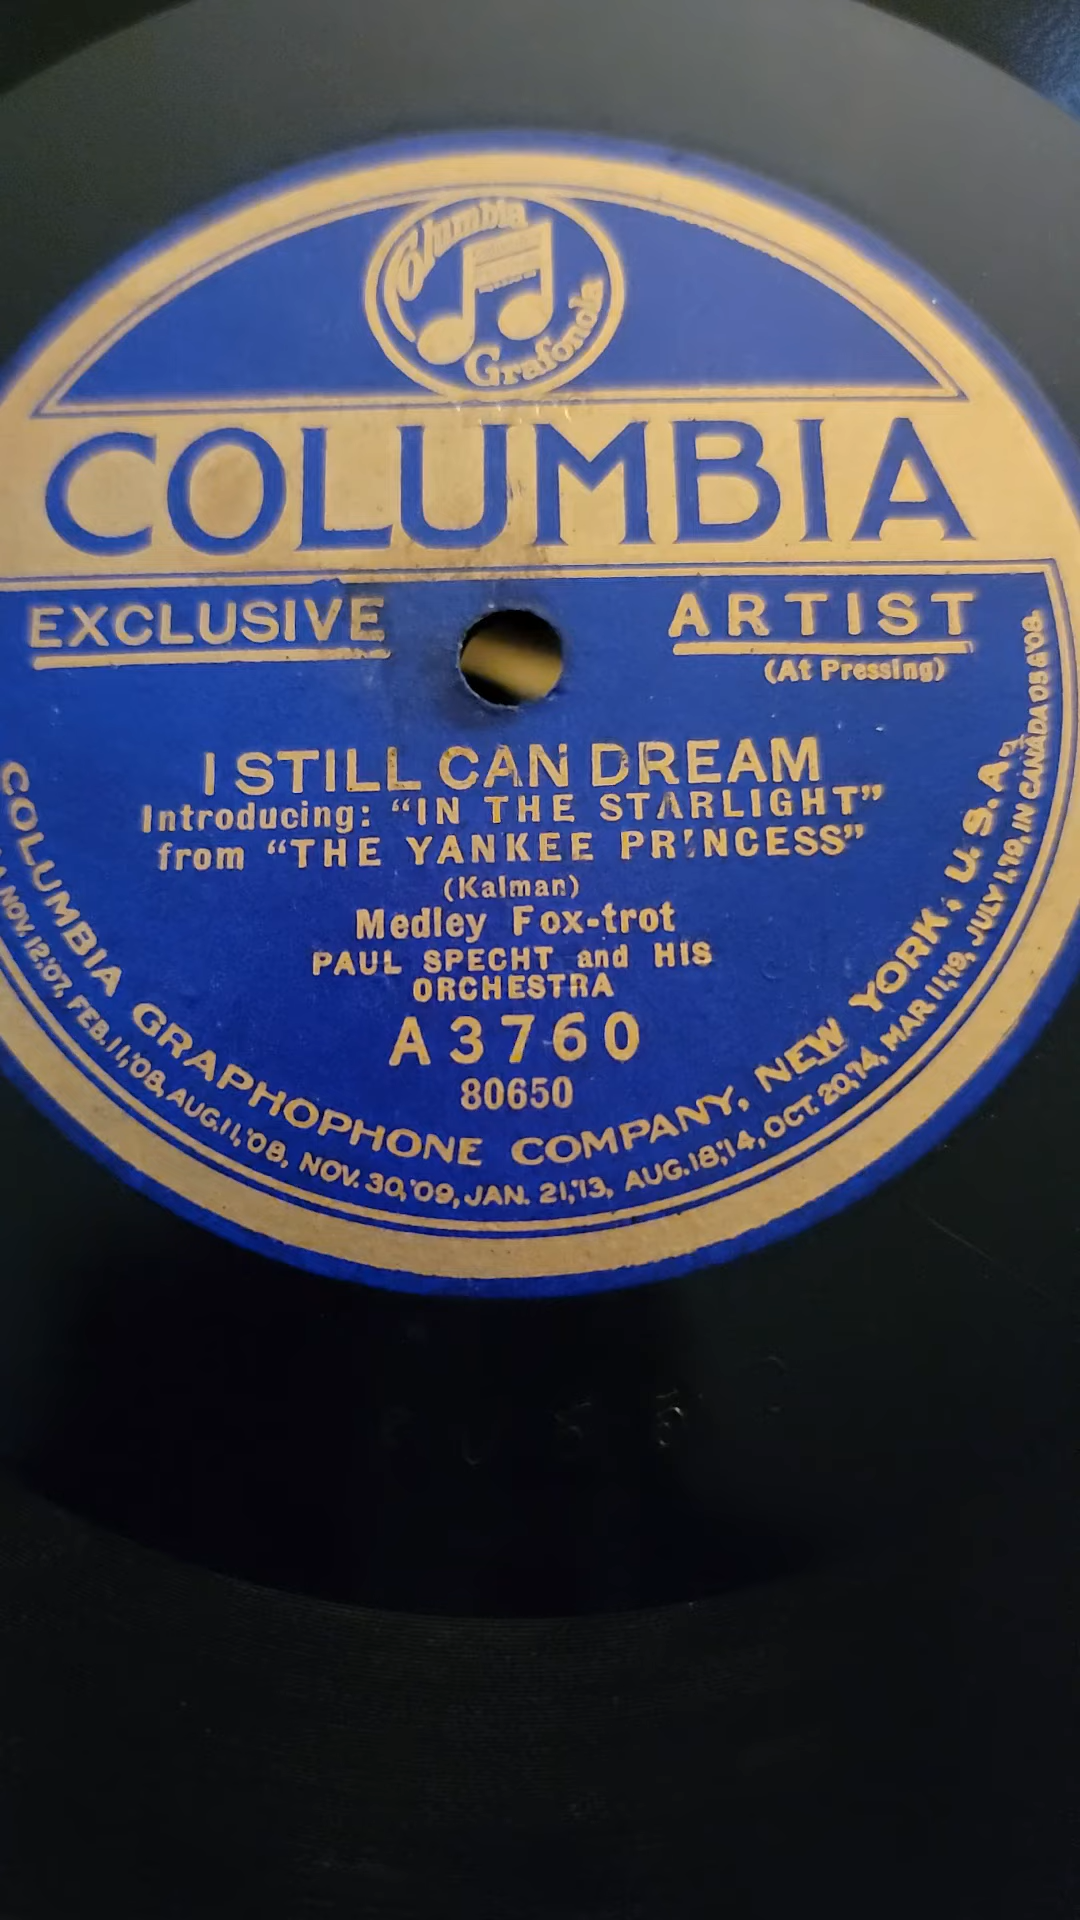 Columbia
Grafonola
COLUMBIA
EXCLUSIVE ARTIST
(At Pressing)
I STILL CAN DREAM
Introducing: "IN THE STARLIGHT"
from "THE YANKEE PRINCESS"
(Kalman)
Medley Fox-trot
PAUL SPECHT and HIS
ORCHESTRA
A3760
80650
COLUMBIA GRAPHOPHONE COMPANY, NEW YORK, U.S.A.
NOV. 12,'07, FEB. 11,'08, AUG. 11,'08, NOV. 30,'09, JAN. 21,'13, AUG. 18,'14, OCT. 20,'14, MAR 11,'19, JULY 1,'19, IN CANADA 05 & '08.